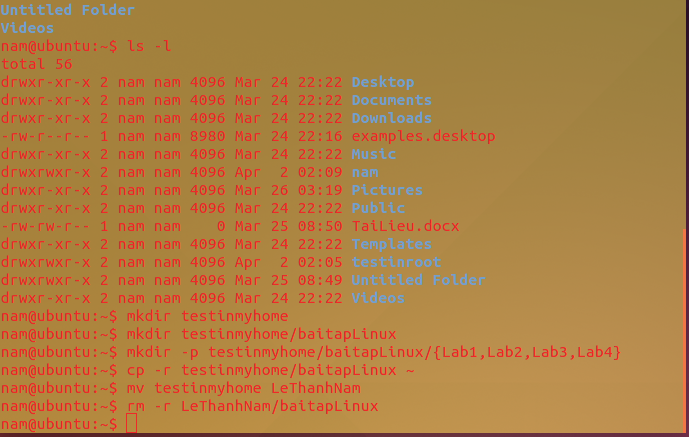 Untitled Folder
Videos
nam@ubuntu:~$ ls -l
total 56
drwxr-xr-x 2 nam nam 4096 Mar 24 22:22 Desktop
drwxr-xr-x 2 nam nam 4096 Mar 24 22:22 Documents
drwxr-xr-x 2 nam nam 4096 Mar 24 22:22 Downloads
-rw-r--r-- 1 nam nam 8980 Mar 24 22:16 examples.desktop
drwxr-xr-x 2 nam nam 4096 Mar 24 22:22 Music
drwxrwxr-x 2 nam nam 4096 Apr  2 02:09 nam
drwxr-xr-x 2 nam nam 4096 Mar 26 03:19 Pictures
drwxr-xr-x 2 nam nam 4096 Mar 24 22:22 Public
-rw-rw-r-- 1 nam nam    0 Mar 25 08:50 TaiLieu.docx
drwxr-xr-x 2 nam nam 4096 Mar 24 22:22 Templates
drwxrwxr-x 2 nam nam 4096 Apr  2 02:05 testinroot
drwxrwxr-x 2 nam nam 4096 Mar 25 08:49 Untitled Folder
drwxr-xr-x 2 nam nam 4096 Mar 24 22:22 Videos
nam@ubuntu:~$ mkdir testinmyhome
nam@ubuntu:~$ mkdir testinmyhome/baitapLinux
nam@ubuntu:~$ mkdir -p testinmyhome/baitapLinux/{Lab1,Lab2,Lab3,Lab4}
nam@ubuntu:~$ cp -r testinmyhome/baitapLinux ~
nam@ubuntu:~$ mv testinmyhome LeThanhNam
nam@ubuntu:~$ rm -r LeThanhNam/baitapLinux
nam@ubuntu:~$